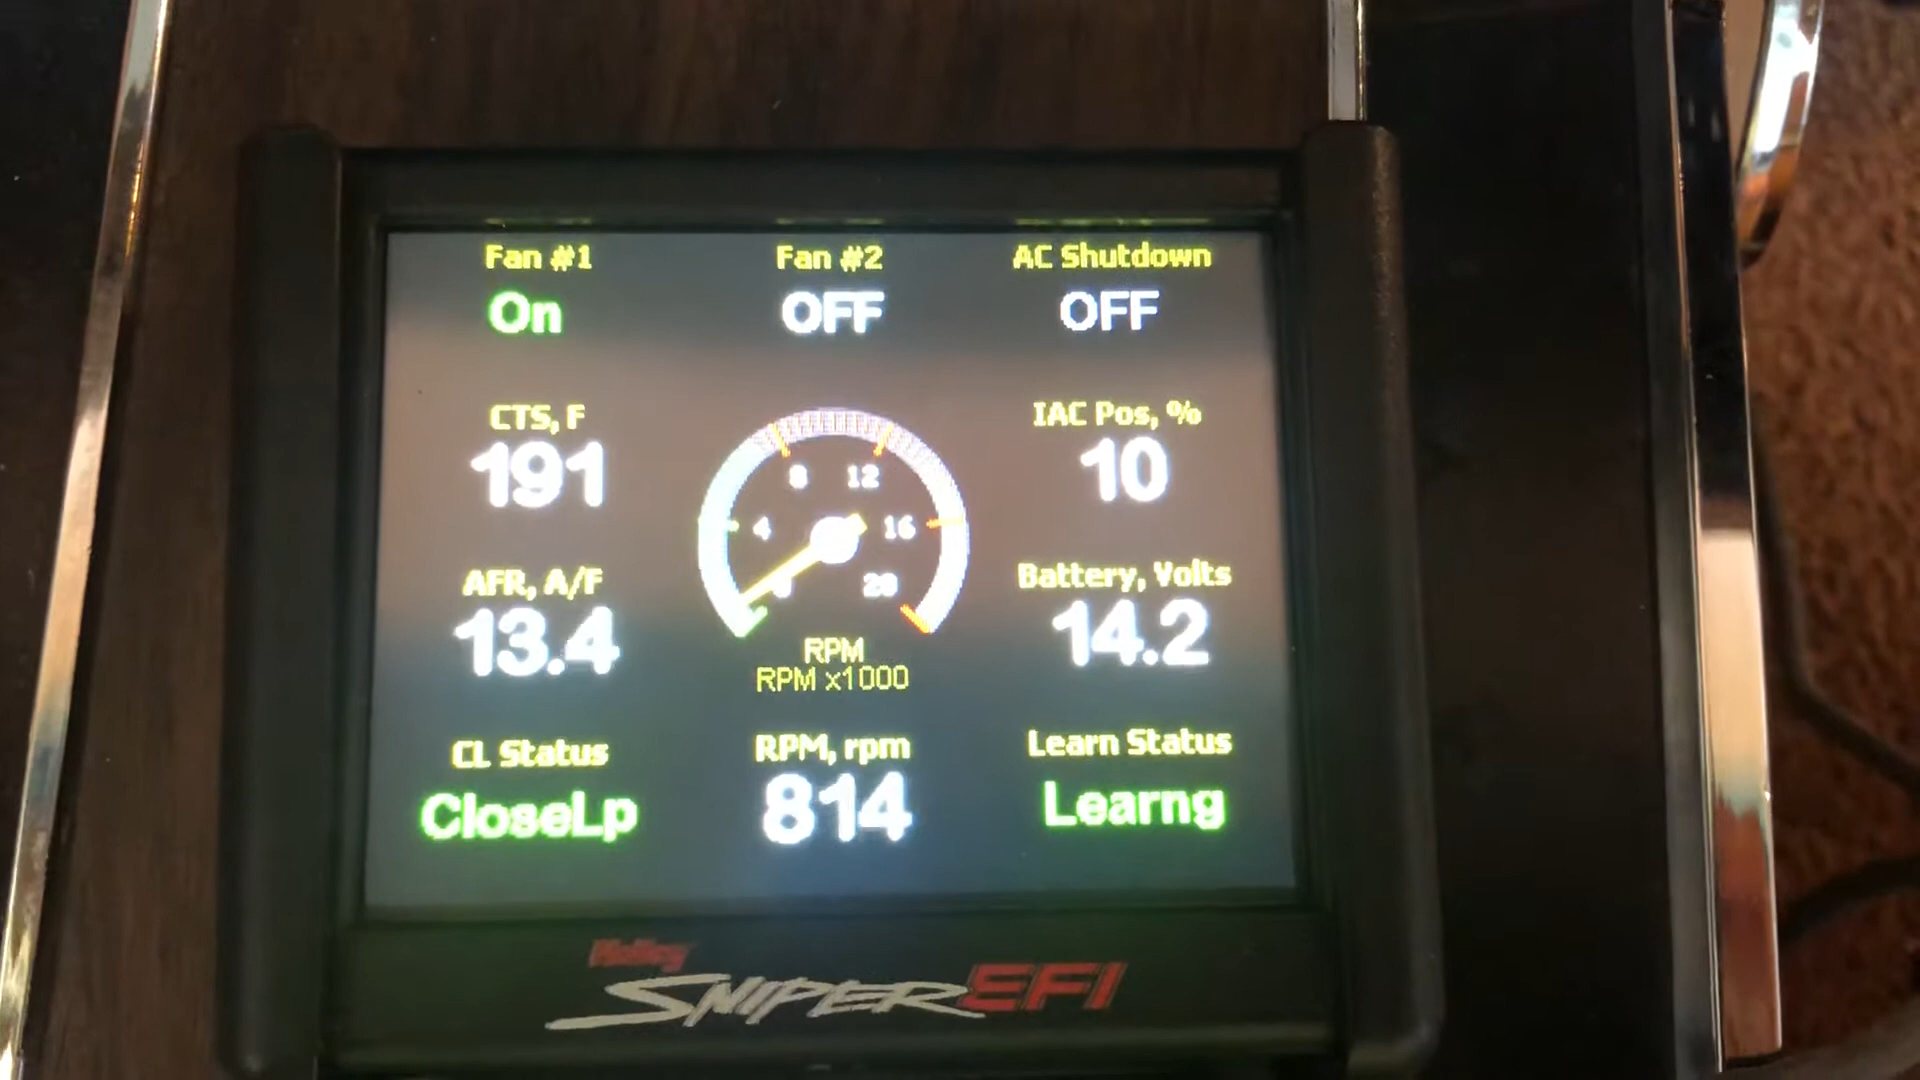 Fan #1
Fan #2
AC Shutdown
On
OFF
OFF
CTS, F
191
IAC Pos, %
10
8
12
4
16
0
20
AFR, A/F
13.4
Battery, Volts
14.2
RPM
RPM x1000
CL Status
CloseLp
RPM, rpm
814
Learn Status
Learng
Holley
SNIPER EFI